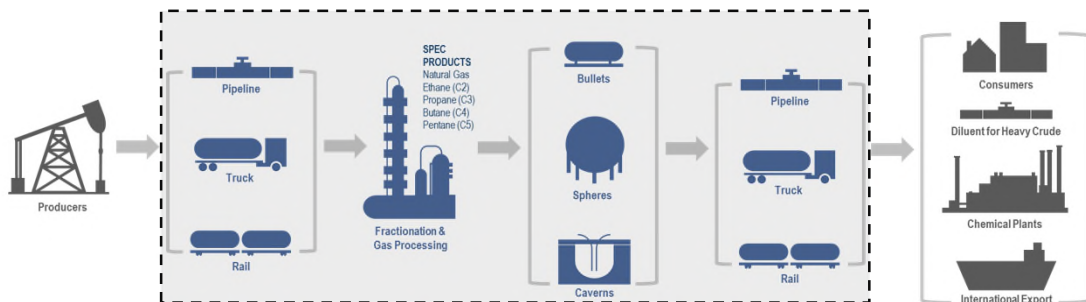 Producers
Pipeline
Truck
Rail
SPEC
PRODUCTS
Natural Gas
Ethane (C2)
Propane (C3)
Butane (C4)
Pentane (C5)
Fractionation &
Gas Processing
Bullets
Spheres
Caverns
Pipeline
Truck
Rail
Consumers
Diluent for Heavy Crude
Chemical Plants
International Export